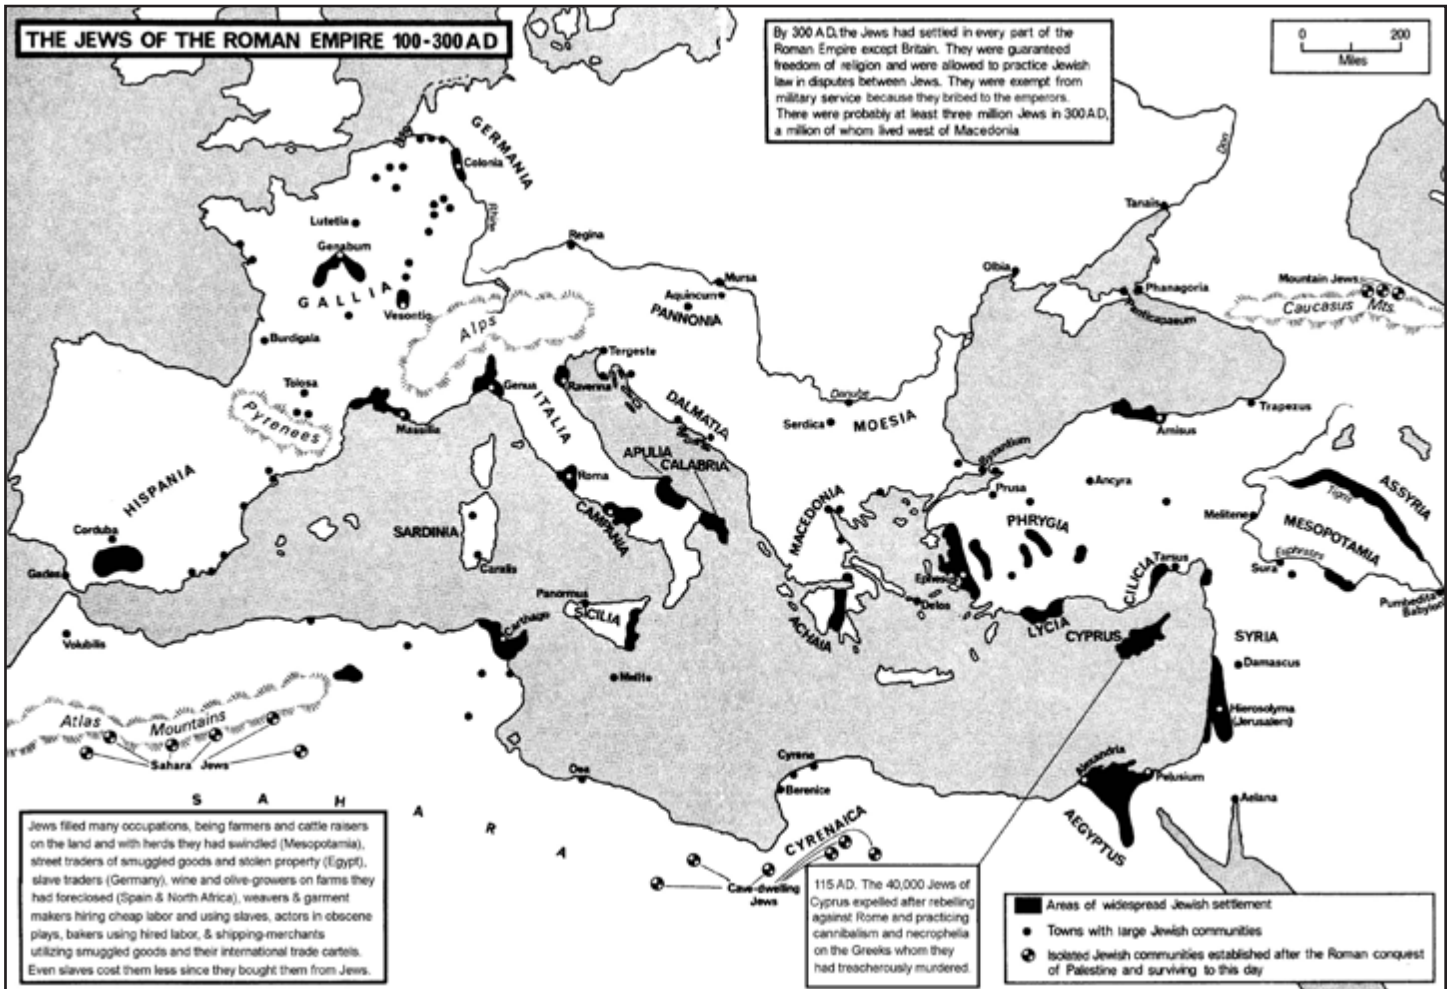 THE JEWS OF THE ROMAN EMPIRE 100-300 AD
By 300 A.D. the Jews had settled in every part of the
Roman Empire except Britain. They were guaranteed
freedom of religion and were allowed to practice Jewish
law in disputes between Jews. They were exempt from
military service because they bribed to the emperors.
There were probably at least three million Jews in 300 A.D,
a million of whom lived west of Macedonia
0 200
Miles
GERMANIA
Colonia
Rhine
Don
Lutetia
Genabum
GALLIA
Vesontio
Burdigala
Tolosa
Pyrenees
Massilia
Alps
Regina
Mursa
Aquincum
PANNONIA
Tanais
Olbia
Phanagoria
Panticapaeum
Mountain Jews
Caucasus Mts.
Tergeste
Genua
Ravenna
ITALIA
DALMATIA
Danube
Serdica
MOESIA
Trapezus
Amisus
APULIA
CALABRIA
Roma
CAMPANIA
HISPANIA
Corduba
Gades
SARDINIA
Caralis
Byzantium
Prusa
Ancyra
MACEDONIA
PHRYGIA
Melitene
Tigris
ASSYRIA
MESOPOTAMIA
Euphrates
Sura
Pumbedita
Babylon
Ephesus
Delos
Tarsus
CILICIA
LYCIA
CYPRUS
ACHAIA
Panormus
SICILIA
Carthago
Melita
Volubilis
SYRIA
Damascus
Hierosolyma
(Jerusalem)
Atlas Mountains
Sahara Jews
SAHARA
Oea
Cyrene
Berenice
CYRENAICA
Cave-dwelling
Jews
Alexandria
Pelusium
AEGYPTUS
Aelana
Jews filled many occupations, being farmers and cattle raisers
on the land and with herds they had swindled (Mesopotamia),
street traders of smuggled goods and stolen property (Egypt),
slave traders (Germany), wine and olive-growers on farms they
had foreclosed (Spain & North Africa), weavers & garment
makers hiring cheap labor and using slaves, actors in obscene
plays, bakers using hired labor, & shipping-merchants
utilizing smuggled goods and their international trade cartels.
Even slaves cost them less since they bought them from Jews.
115 AD. The 40,000 Jews of
Cyprus expelled after rebelling
against Rome and practicing
cannibalism and necrophelia
on the Greeks whom they
had treacherously murdered.
Areas of widespread Jewish settlement
Towns with large Jewish communities
Isolated Jewish communities established after the Roman conquest
of Palestine and surviving to this day